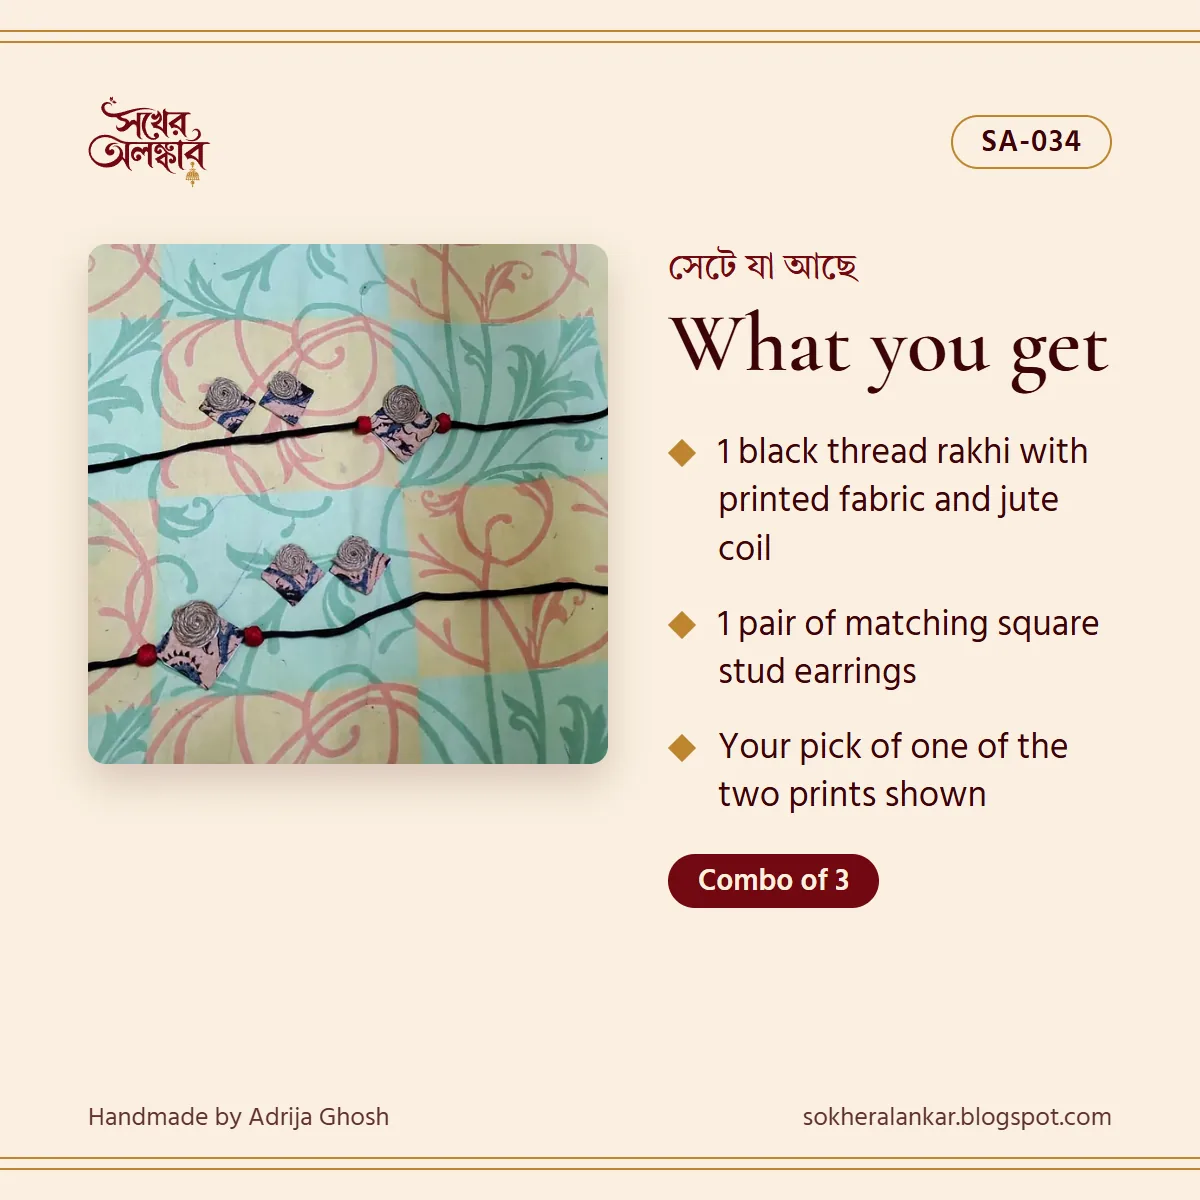 সখের
অলঙ্কার
SA-034
সেটে যা আছে
What you get
1 black thread rakhi with
printed fabric and jute
coil
1 pair of matching square
stud earrings
Your pick of one of the
two prints shown
Combo of 3
Handmade by Adrija Ghosh
sokheralankar.blogspot.com